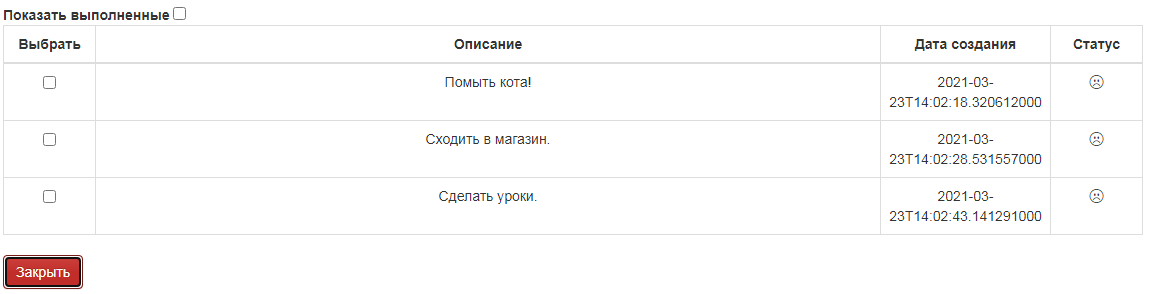 Показать выполненные
Выбрать Описание Дата создания Статус
Помыть кота! 2021-03-
23T14:02:18.320612000
Сходить в магазин. 2021-03-
23T14:02:28.531557000
Сделать уроки. 2021-03-
23T14:02:43.141291000
Закрыть